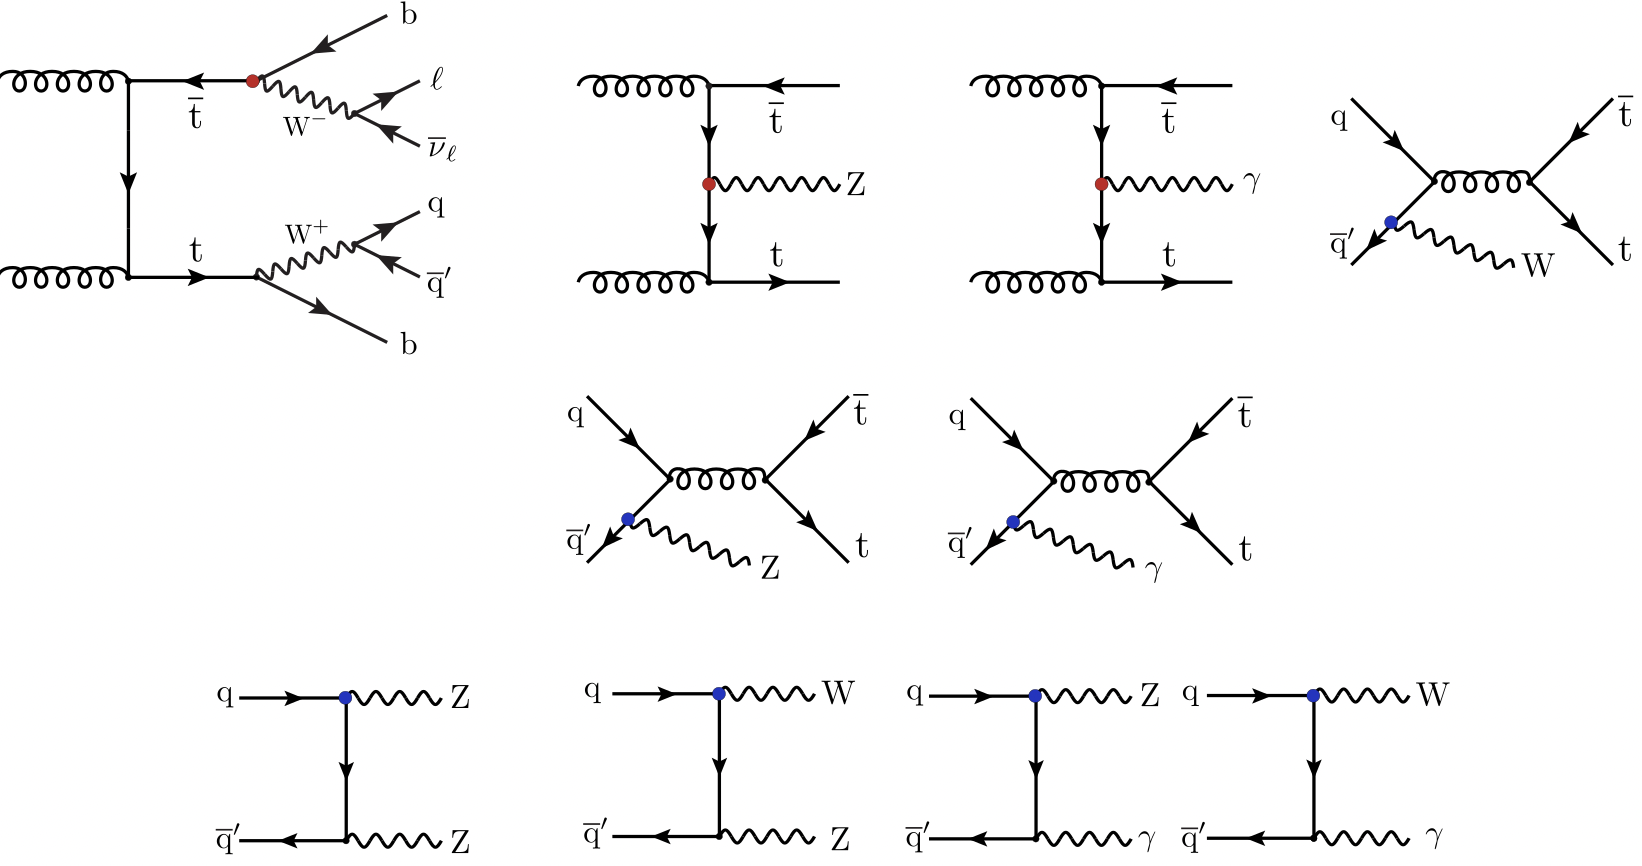 b
ℓ
t̄
W⁻
ν̄ℓ
q
W⁺
t
q̄′
b
t̄
Z
t
t̄
γ
t
q
t̄
q̄′
W
t
q
t̄
q̄′
Z
t
q
t̄
q̄′
γ
t
q
Z
q̄′
Z
q
W
q̄′
Z
q
Z
q̄′
γ
q
W
q̄′
γ